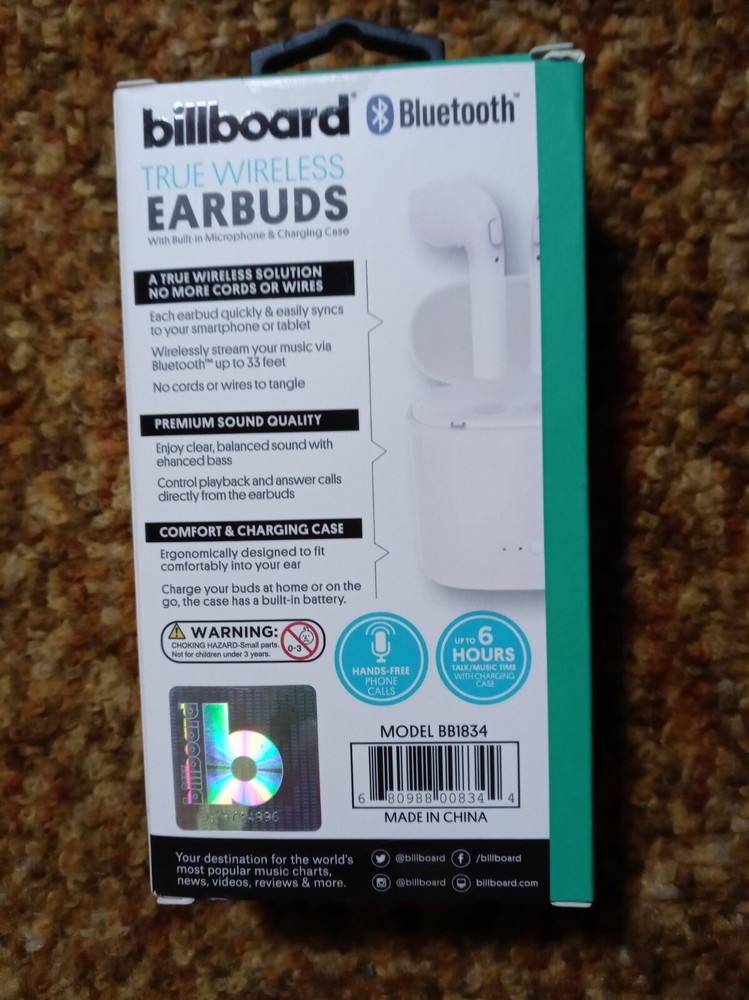 billboard Bluetooth™
TRUE WIRELESS
EARBUDS
With Built-in Microphone & Charging Case
A TRUE WIRELESS SOLUTION
NO MORE CORDS OR WIRES
Each earbud quickly & easily syncs
to your smartphone or tablet
Wirelessly stream your music via
Bluetooth™ up to 33 feet
No cords or wires to tangle
PREMIUM SOUND QUALITY
Enjoy clear, balanced sound with
ehanced bass
Control playback and answer calls
directly from the earbuds
COMFORT & CHARGING CASE
Ergonomically designed to fit
comfortably into your ear
Charge your buds at home or on the
go, the case has a built-in battery.
WARNING:
CHOKING HAZARD-Small parts.
Not for children under 3 years.
0-3
HANDS-FREE
PHONE
CALLS
UP TO 6
HOURS
TALK/MUSIC TIME
WITH CHARGING
CASE
billboard
b
MODEL BB1834
6 80988 00834 4
MADE IN CHINA
Your destination for the world's
most popular music charts,
news, videos, reviews & more.
@billboard /billboard
@billboard billboard.com